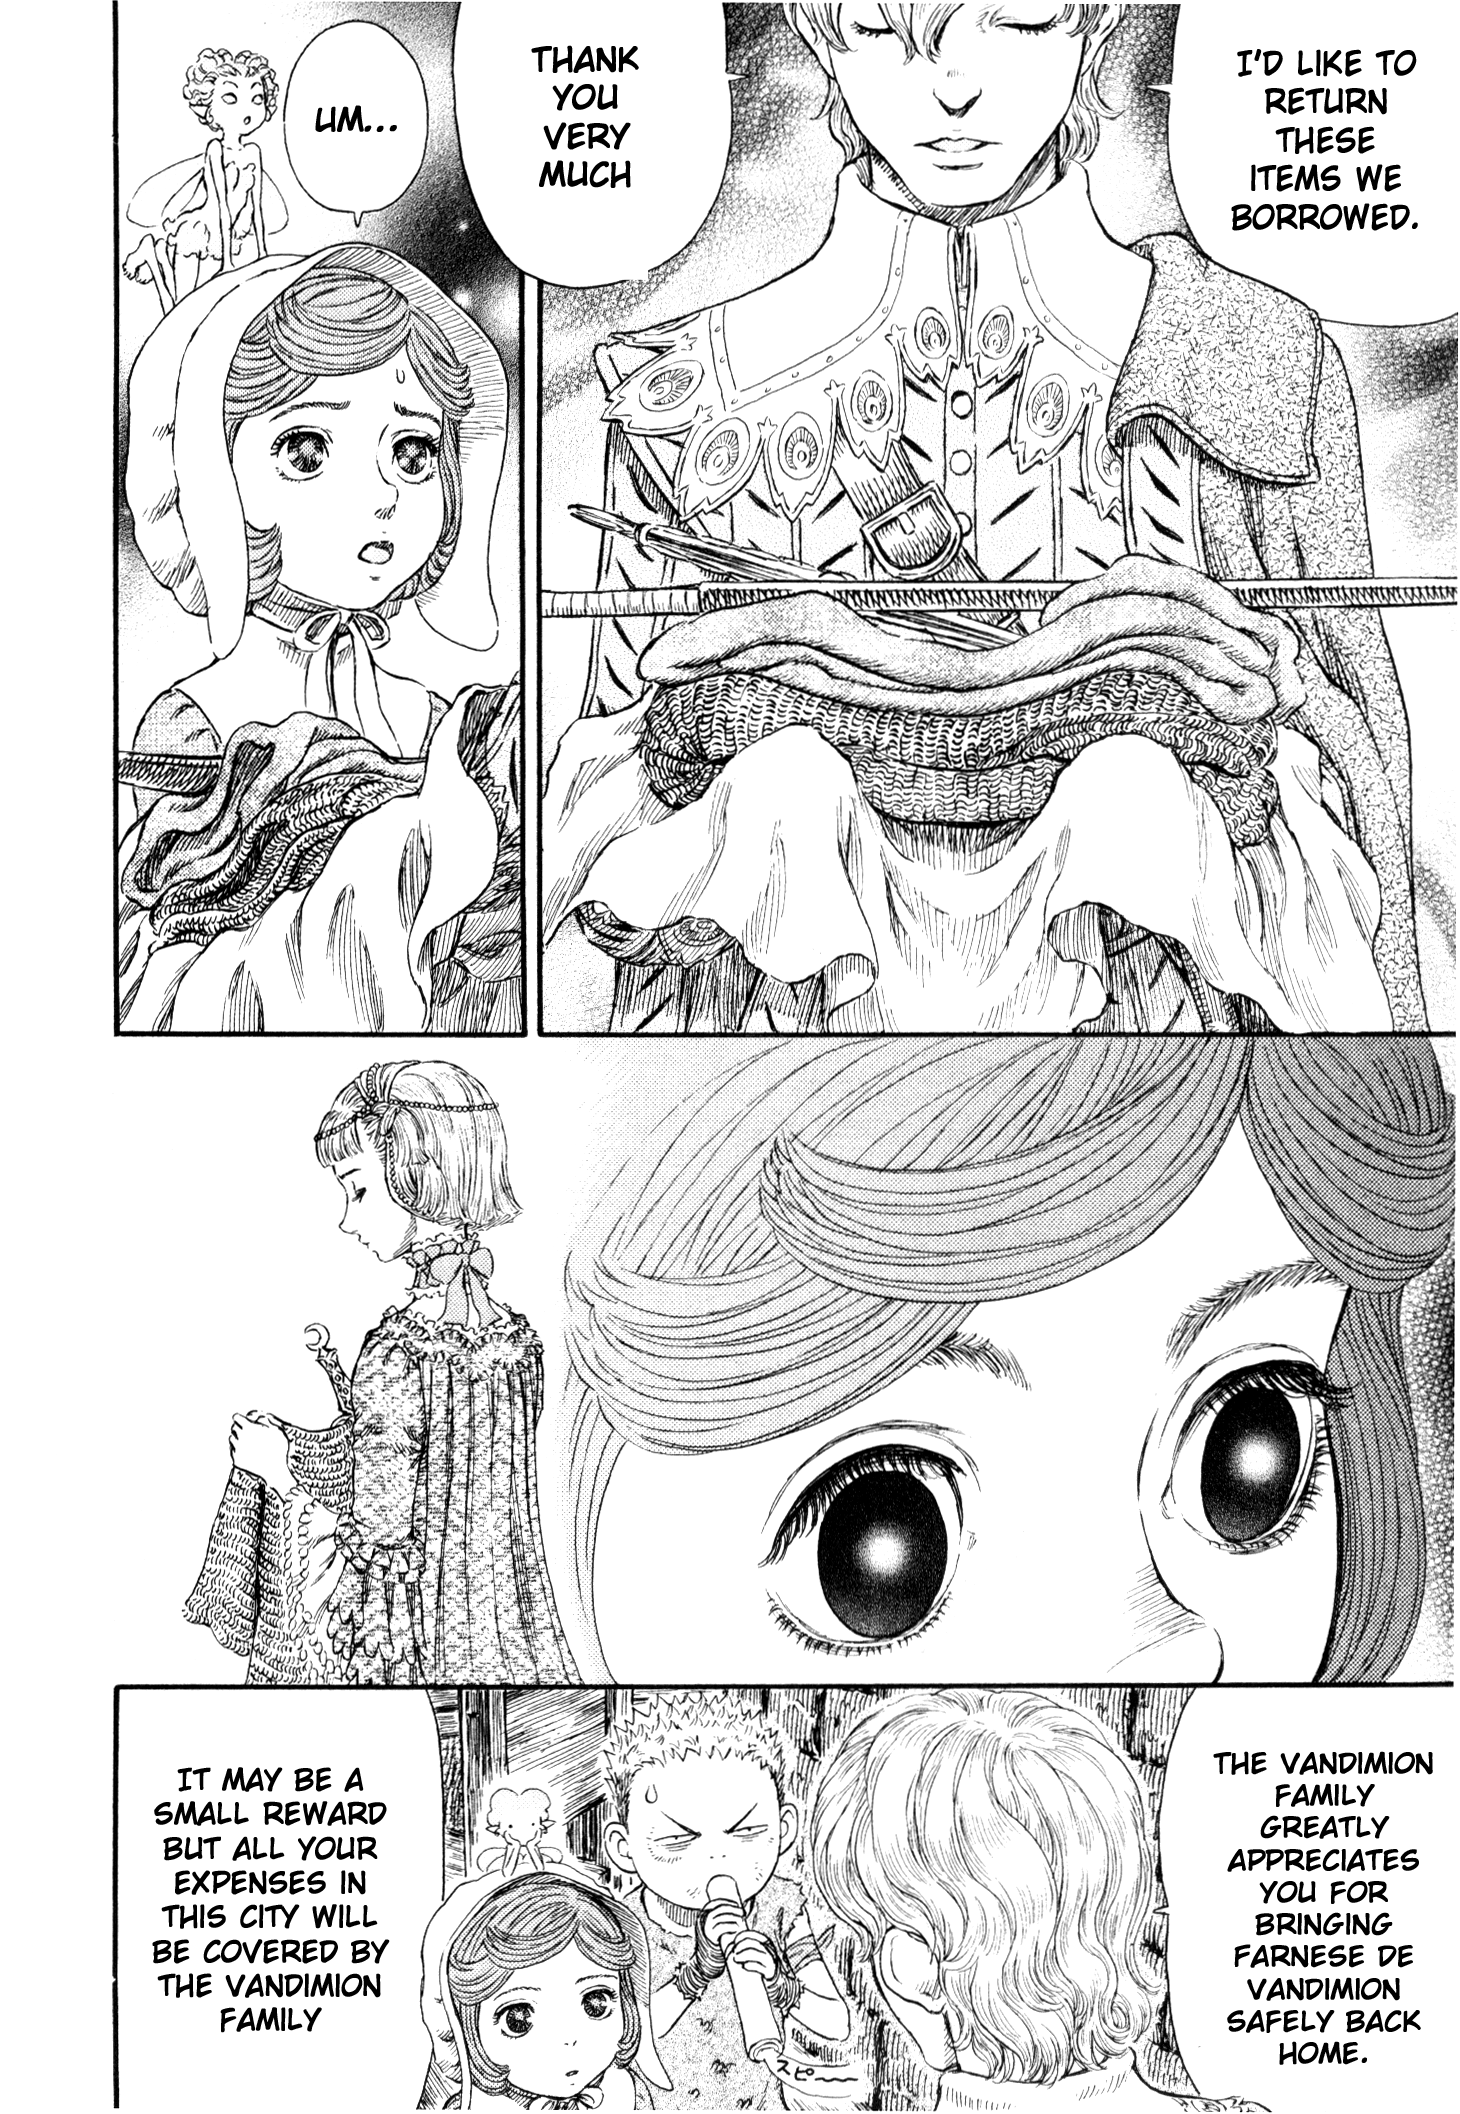 I'D LIKE TO
RETURN
THESE
ITEMS WE
BORROWED.
THANK
YOU
VERY
MUCH
UM...
THE VANDIMION
FAMILY
GREATLY
APPRECIATES
YOU FOR
BRINGING
FARNESE DE
VANDIMION
SAFELY BACK
HOME.
スピー
IT MAY BE A
SMALL REWARD
BUT ALL YOUR
EXPENSES IN
THIS CITY WILL
BE COVERED BY
THE VANDIMION
FAMILY